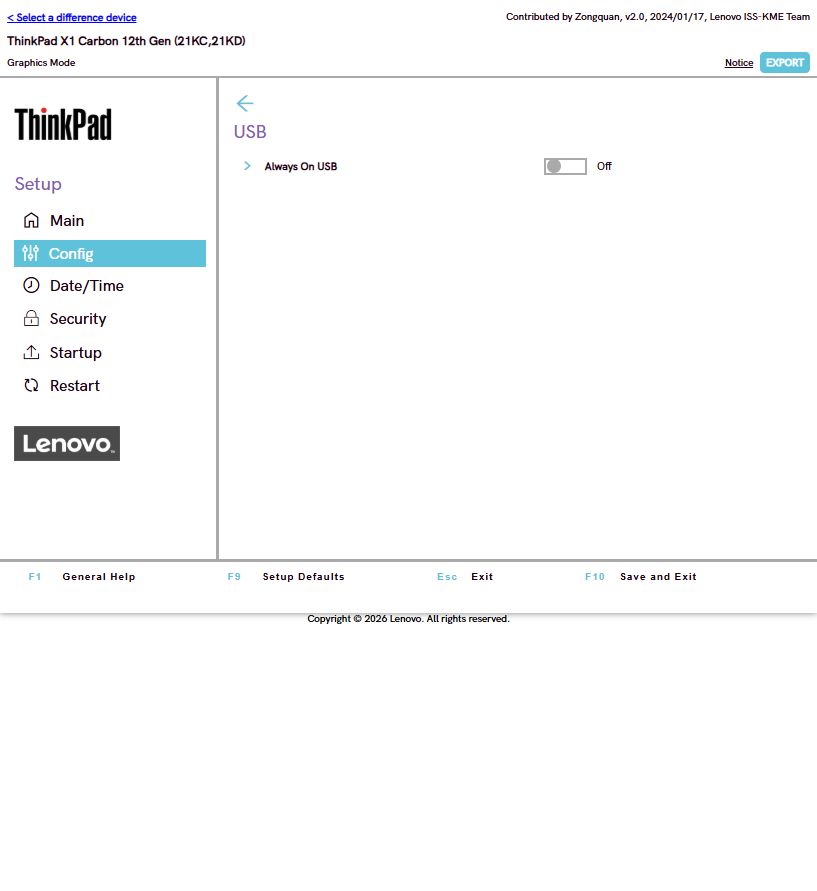 < Select a difference device
Contributed by Zongquan, v2.0, 2024/01/17, Lenovo ISS-KME Team
ThinkPad X1 Carbon 12th Gen (21KC,21KD)
Graphics Mode
Notice
EXPORT
ThinkPad
Setup
Main
Config
Date/Time
Security
Startup
Restart
Lenovo
USB
> Always On USB
Off
F1 General Help
F9 Setup Defaults
Esc Exit
F10 Save and Exit
Copyright © 2026 Lenovo. All rights reserved.